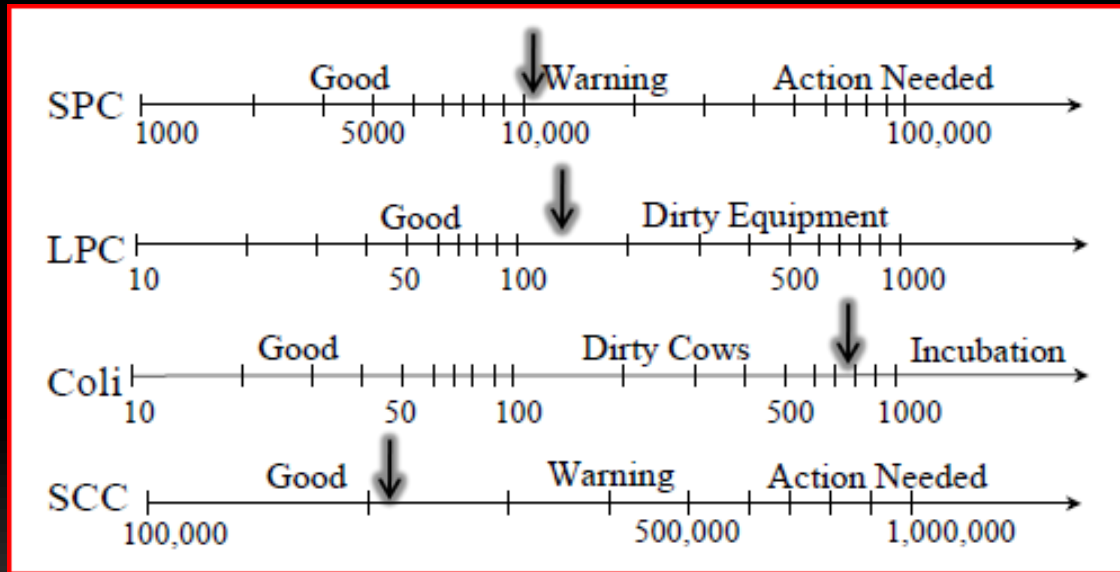 Good Warning Action Needed
SPC
1000 5000 10,000 100,000
Good Dirty Equipment
LPC
10 50 100 500 1000
Good Dirty Cows Incubation
Coli
10 50 100 500 1000
Good Warning Action Needed
SCC
100,000 500,000 1,000,000